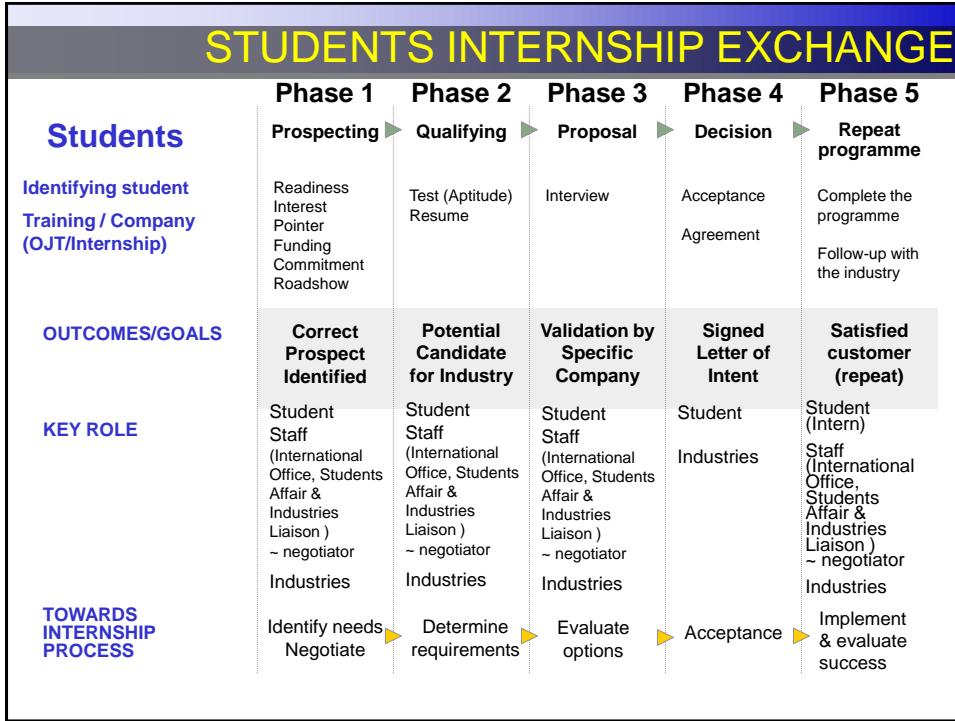 STUDENTS INTERNSHIP EXCHANGE
Phase 1 Phase 2 Phase 3 Phase 4 Phase 5
Students
Prospecting Qualifying Proposal Decision Repeat
programme
Identifying student
Training / Company
(OJT/Internship)
Readiness
Interest
Pointer
Funding
Commitment
Roadshow
Test (Aptitude)
Resume
Interview
Acceptance
Agreement
Complete the
programme
Follow-up with
the industry
OUTCOMES/GOALS
Correct
Prospect
Identified
Potential
Candidate
for Industry
Validation by
Specific
Company
Signed
Letter of
Intent
Satisfied
customer
(repeat)
KEY ROLE
Student
Staff
(International
Office, Students
Affair &
Industries
Liaison )
~ negotiator
Industries
Student
Staff
(International
Office, Students
Affair &
Industries
Liaison )
~ negotiator
Industries
Student
Staff
(International
Office, Students
Affair &
Industries
Liaison )
~ negotiator
Industries
Student
Industries
Student
(Intern)
Staff
(International
Office,
Students
Affair &
Industries
Liaison )
~ negotiator
Industries
TOWARDS
INTERNSHIP
PROCESS
Identify needs
Negotiate
Determine
requirements
Evaluate
options
Acceptance
Implement
& evaluate
success